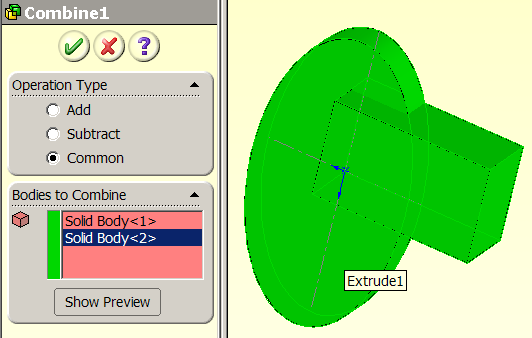 Combine1
?
Operation Type
Add
Subtract
Common
Bodies to Combine
Solid Body<1>
Solid Body<2>
Show Preview
Extrude1